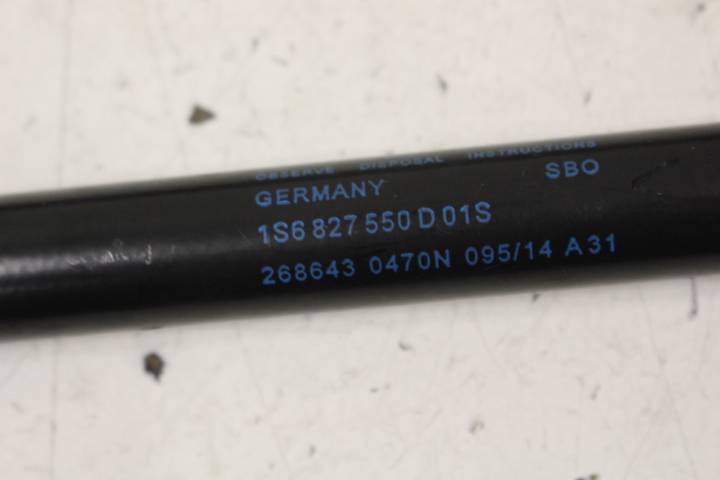 OBSERVE DISPOSAL INSTRUCTIONS
GERMANY SBO
1S6 827 550 D 01S
268643 0470N 095/14 A31